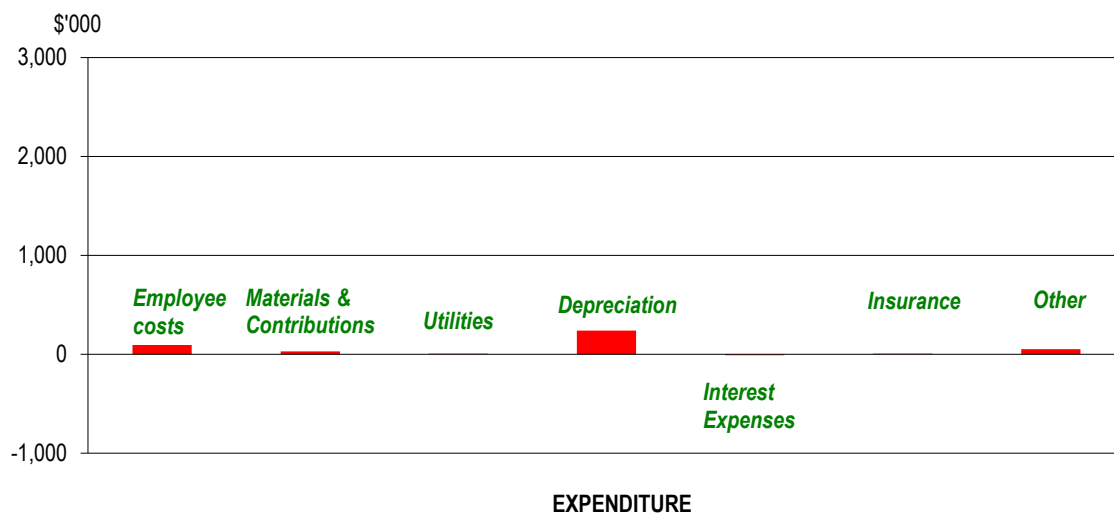 $'000
3,000
2,000
1,000
Employee
costs
Materials &
Contributions
Utilities
Depreciation
Insurance
Other
0
Interest
Expenses
-1,000
EXPENDITURE